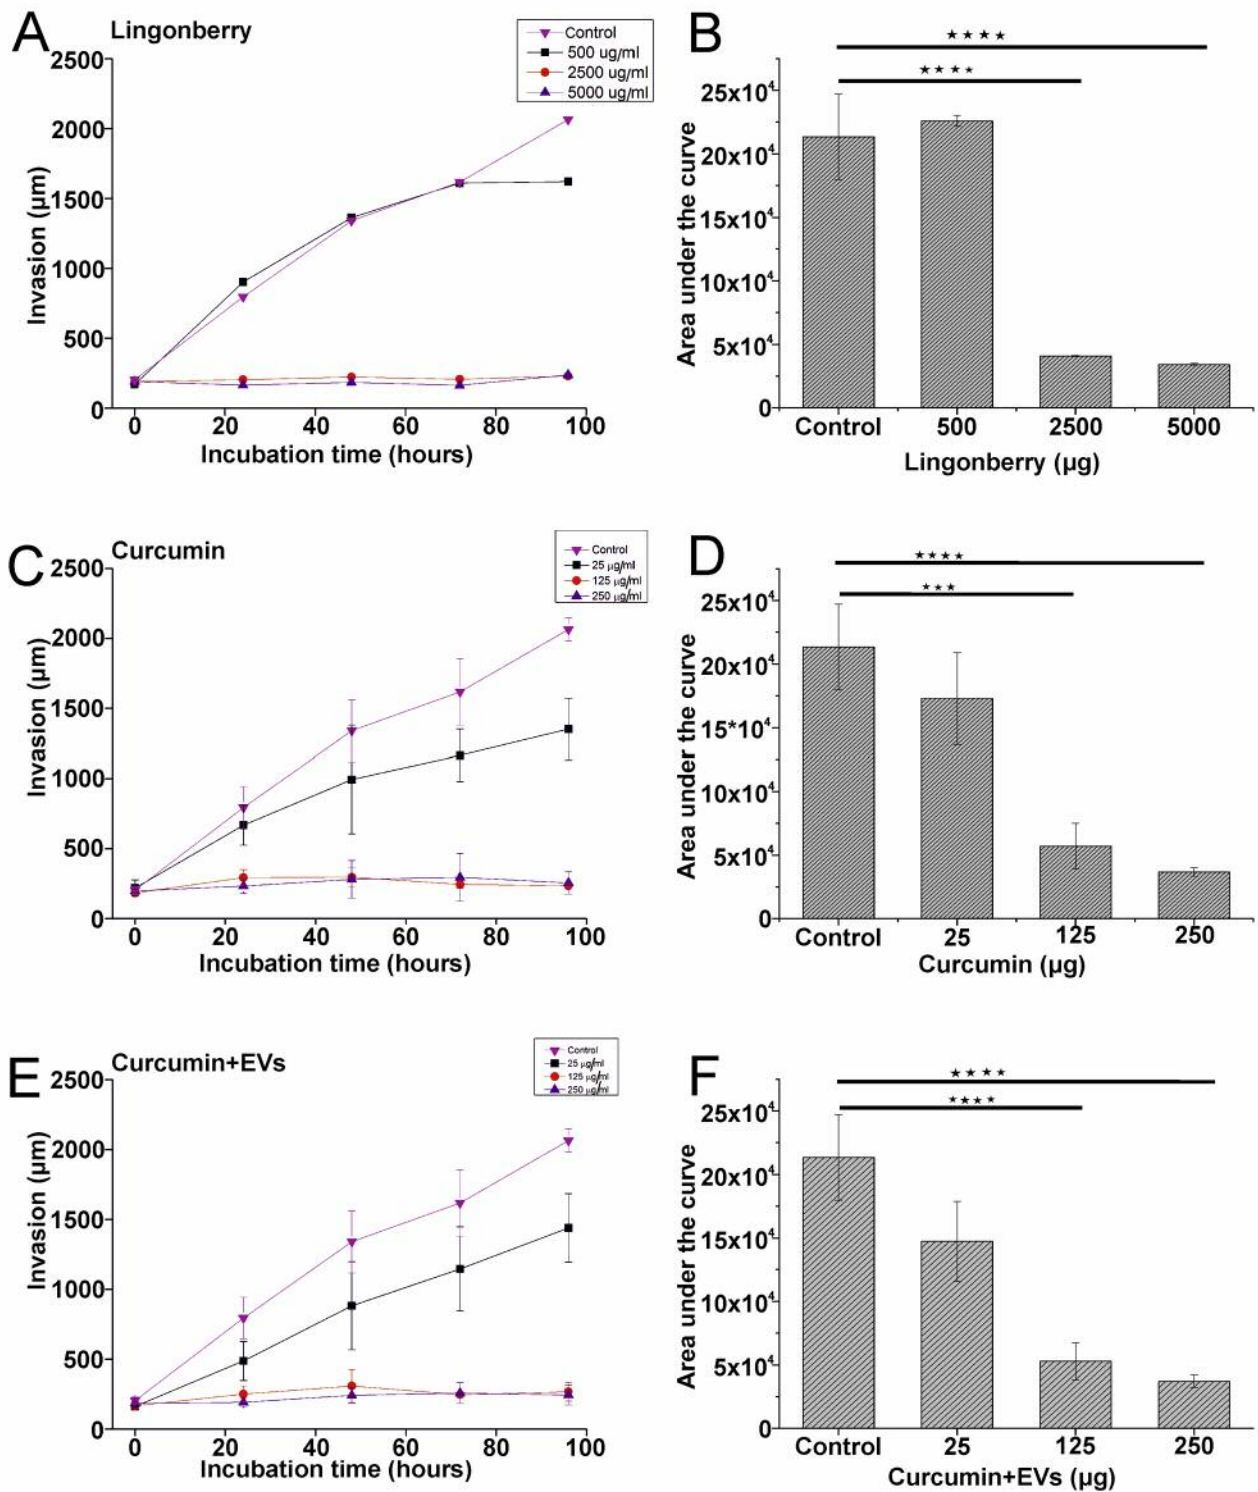 A
Lingonberry
Control
500 ug/ml
2500 ug/ml
5000 ug/ml
2500
2000
1500
1000
500
0
Invasion (µm)
0 20 40 60 80 100
Incubation time (hours)
B
★★★★
★★★★
25x10⁴
20x10⁴
15x10⁴
10x10⁴
5x10⁴
0
Area under the curve
Control 500 2500 5000
Lingonberry (µg)
C
Curcumin
Control
25 µg/ml
125 µg/ml
250 µg/ml
2500
2000
1500
1000
500
0
Invasion (µm)
0 20 40 60 80 100
Incubation time (hours)
D
★★★★
★★★
25x10⁴
20x10⁴
15*10⁴
10x10⁴
5x10⁴
0
Area under the curve
Control 25 125 250
Curcumin (µg)
E
Curcumin+EVs
Control
25 µg/ml
125 µg/ml
250 µg/ml
2500
2000
1500
1000
500
0
Invasion (µm)
0 20 40 60 80 100
Incubation time (hours)
F
★★★★
★★★★
25x10⁴
20x10⁴
15x10⁴
10x10⁴
5x10⁴
0
Area under the curve
Control 25 125 250
Curcumin+EVs (µg)